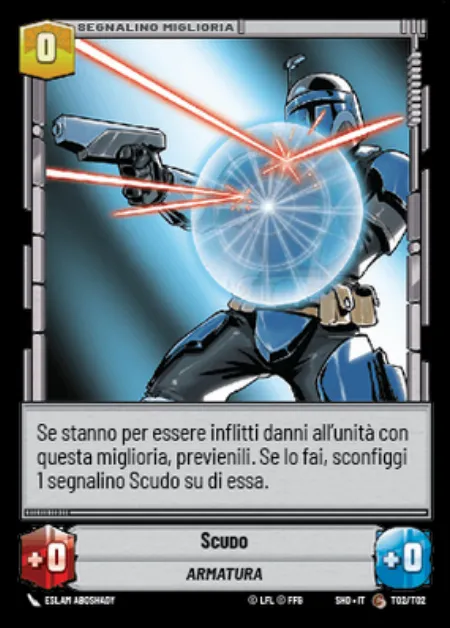 SEGNALINO MIGLIORIA
0
Se stanno per essere inflitti danni all'unità con
questa miglioria, previenili. Se lo fai, sconfiggi
1 segnalino Scudo su di essa.
+0
SCUDO
+0
ARMATURA
ESLAM ABOSHADY
© LFL © FFG
SHD • IT
T02/T02